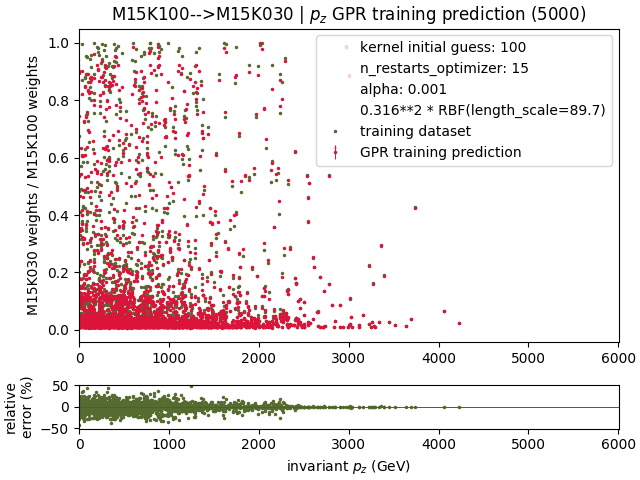 M15K100-->M15K030 | pz GPR training prediction (5000)
kernel initial guess: 100
n_restarts_optimizer: 15
alpha: 0.001
0.316**2 * RBF(length_scale=89.7)
training dataset
GPR training prediction
M15K030 weights / M15K100 weights
1.0
0.8
0.6
0.4
0.2
0.0
0 1000 2000 3000 4000 5000 6000
relative
error (%)
50
0
−50
0 1000 2000 3000 4000 5000 6000
invariant pz (GeV)